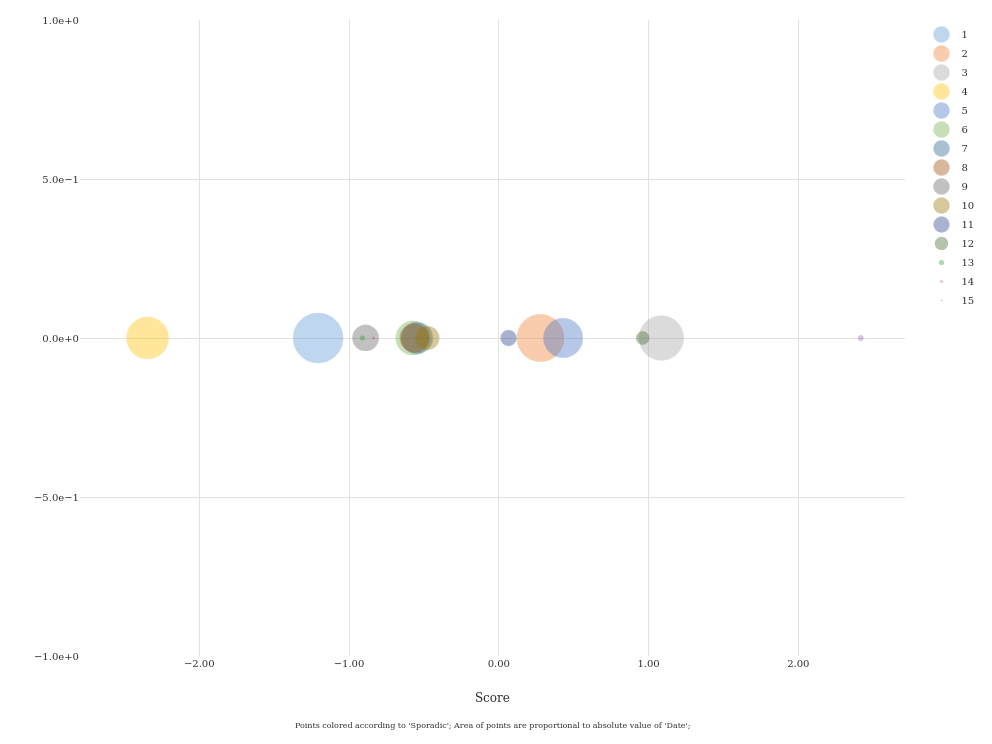 1.0e+0
5.0e−1
0.0e+0
−5.0e−1
−1.0e+0
−2.00
−1.00
0.00
1.00
2.00
Score
Points colored according to 'Sporadic'; Area of points are proportional to absolute value of 'Date';
1
2
3
4
5
6
7
8
9
10
11
12
13
14
15